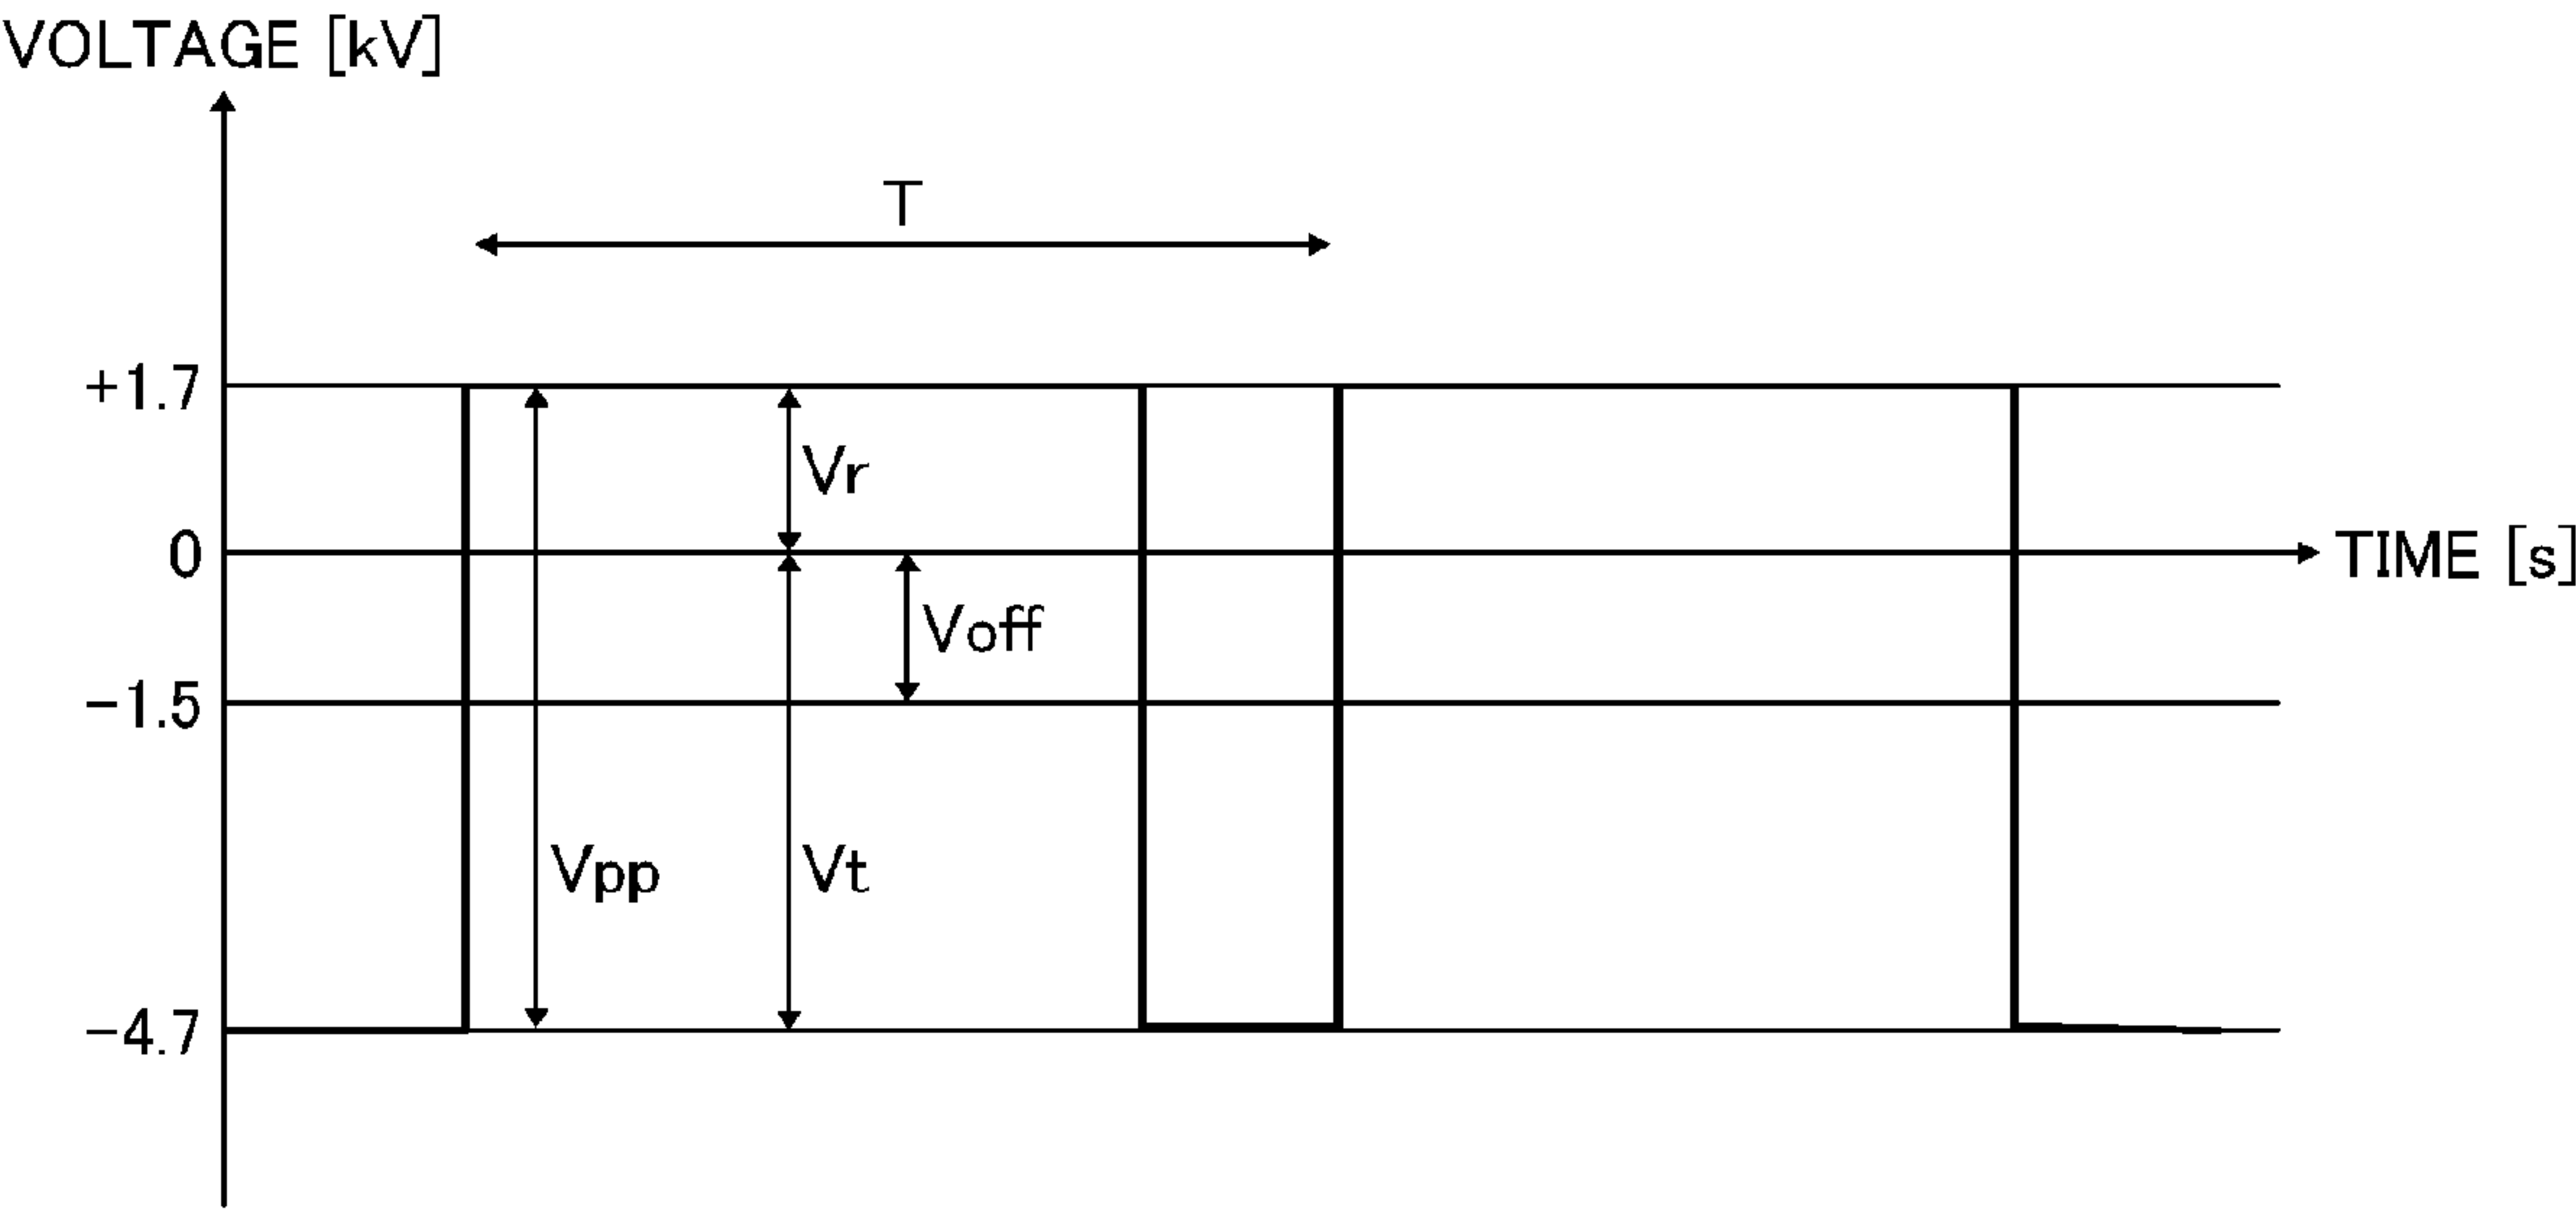 VOLTAGE [kV]
T
+1.7
Vr
0
TIME [s]
Voff
−1.5
Vpp
Vt
−4.7